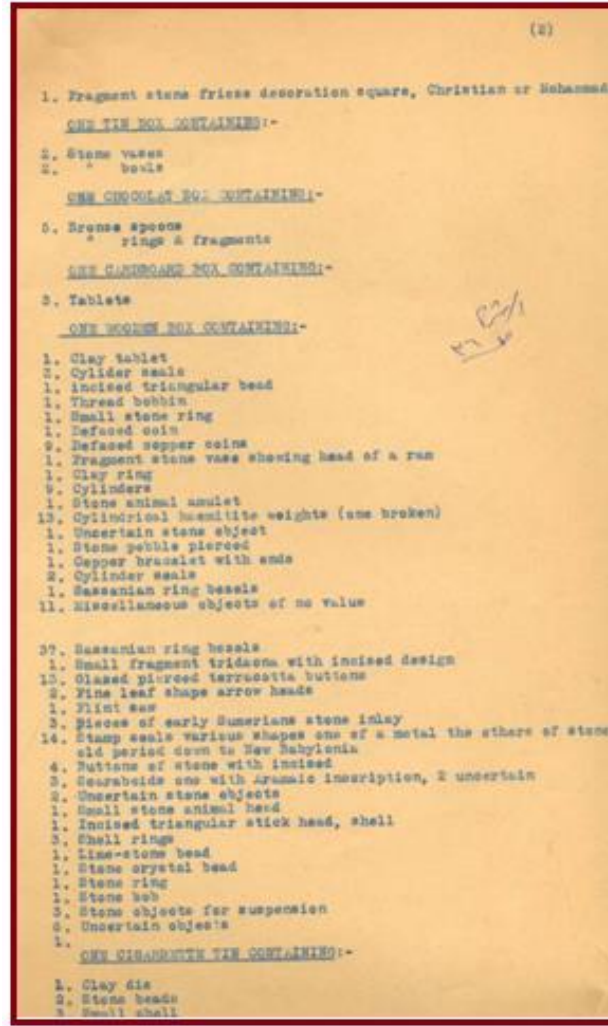 (2)
1. Fragment stone frieze decoration square, Christian or Mohammad
ONE TIN BOX CONTAINING:-
2. Stone vases
2. " bowls
ONE CHOCOLAT BOX CONTAINING:-
5. Bronze spoons
" rings & fragments
ONE CARDBOARD BOX CONTAINING:-
3. Tablets
ONE WOODEN BOX CONTAINING:-
1. Clay tablet
2. Cylider seals
1. incised triangular bead
1. Thread bobbin
1. Small stone ring
1. Defaced coin
9. Defaced copper coins
1. Fragment stone vase showing head of a ram
1. Clay ring
9. Cylinders
1. Stone animal amulet
13. Cylindrical haemitite weights (one broken)
1. Uncertain stone object
1. Stone pebble pierced
1. Copper bracelet with ends
2. Cylinder seals
1. Sassanian ring bezels
11. Miscellaneous objects of no value
37. Sassanian ring bezels
1. Small fragment tridacna with incised design
13. Glazed pierced terracotta buttons
2. Fine leaf shape arrow heads
1. Flint saw
3. pieces of early Sumerians stone inlay
14. Stamp seals various shapes one of a metal the others of stone
old period down to New Babylonia
4. Buttons of stone with incised
3. Scaraboids one with Aramaic inscription, 2 uncertain
2. Uncertain stone objects
1. Small stone animal head
1. Incised triangular stick head, shell
3. Shell rings
1. Lime-stone bead
1. Stone crystal bead
1. Stone ring
1. Stone bob
3. Stone objects for suspension
6. Uncertain objects
1.
ONE CIGARRETTE TIN CONTAINING:-
1. Clay die
2. Stone beads
3. Small shell